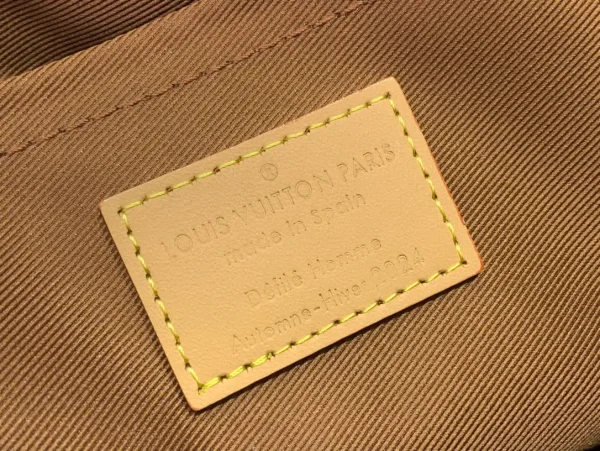 ®
LOUIS VUITTON PARIS
made in Spain
Défilé Homme
Automne-Hiver 2024